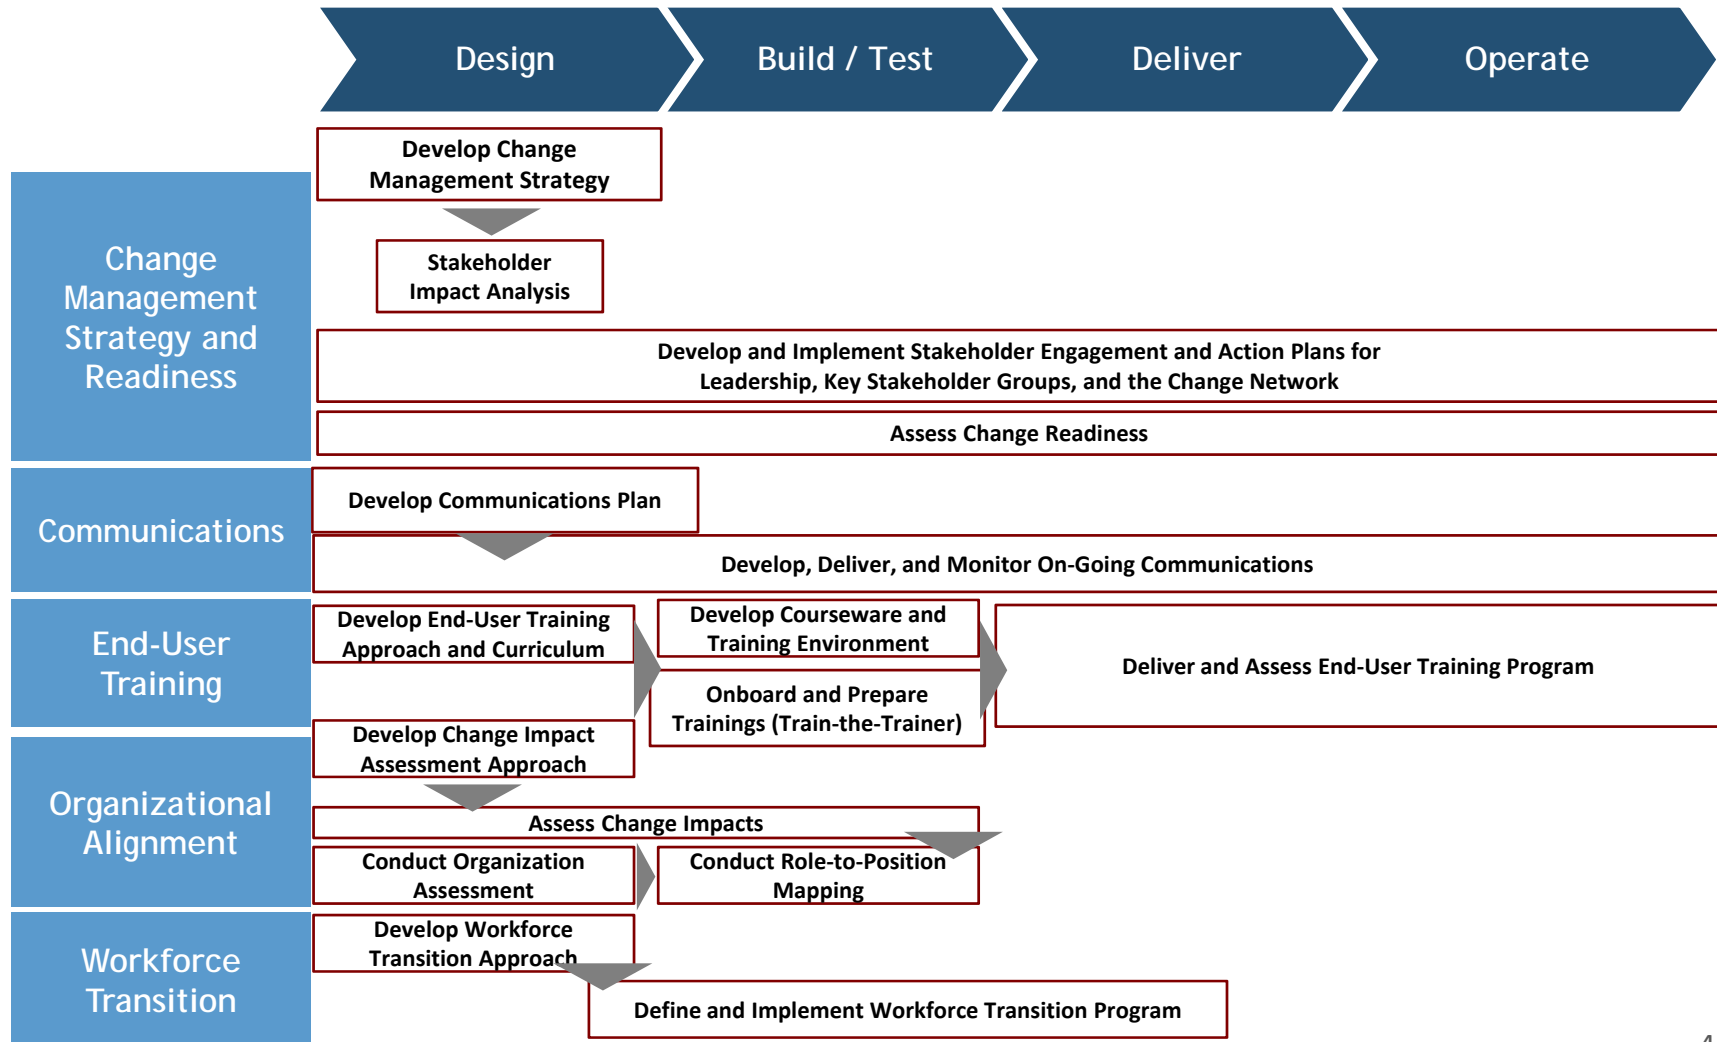 Design
Build / Test
Deliver
Operate
Change
Management
Strategy and
Readiness
Develop Change
Management Strategy
Stakeholder
Impact Analysis
Develop and Implement Stakeholder Engagement and Action Plans for
Leadership, Key Stakeholder Groups, and the Change Network
Assess Change Readiness
Communications
Develop Communications Plan
Develop, Deliver, and Monitor On-Going Communications
End-User
Training
Develop End-User Training
Approach and Curriculum
Develop Courseware and
Training Environment
Onboard and Prepare
Trainings (Train-the-Trainer)
Deliver and Assess End-User Training Program
Organizational
Alignment
Develop Change Impact
Assessment Approach
Assess Change Impacts
Conduct Organization
Assessment
Conduct Role-to-Position
Mapping
Workforce
Transition
Develop Workforce
Transition Approach
Define and Implement Workforce Transition Program